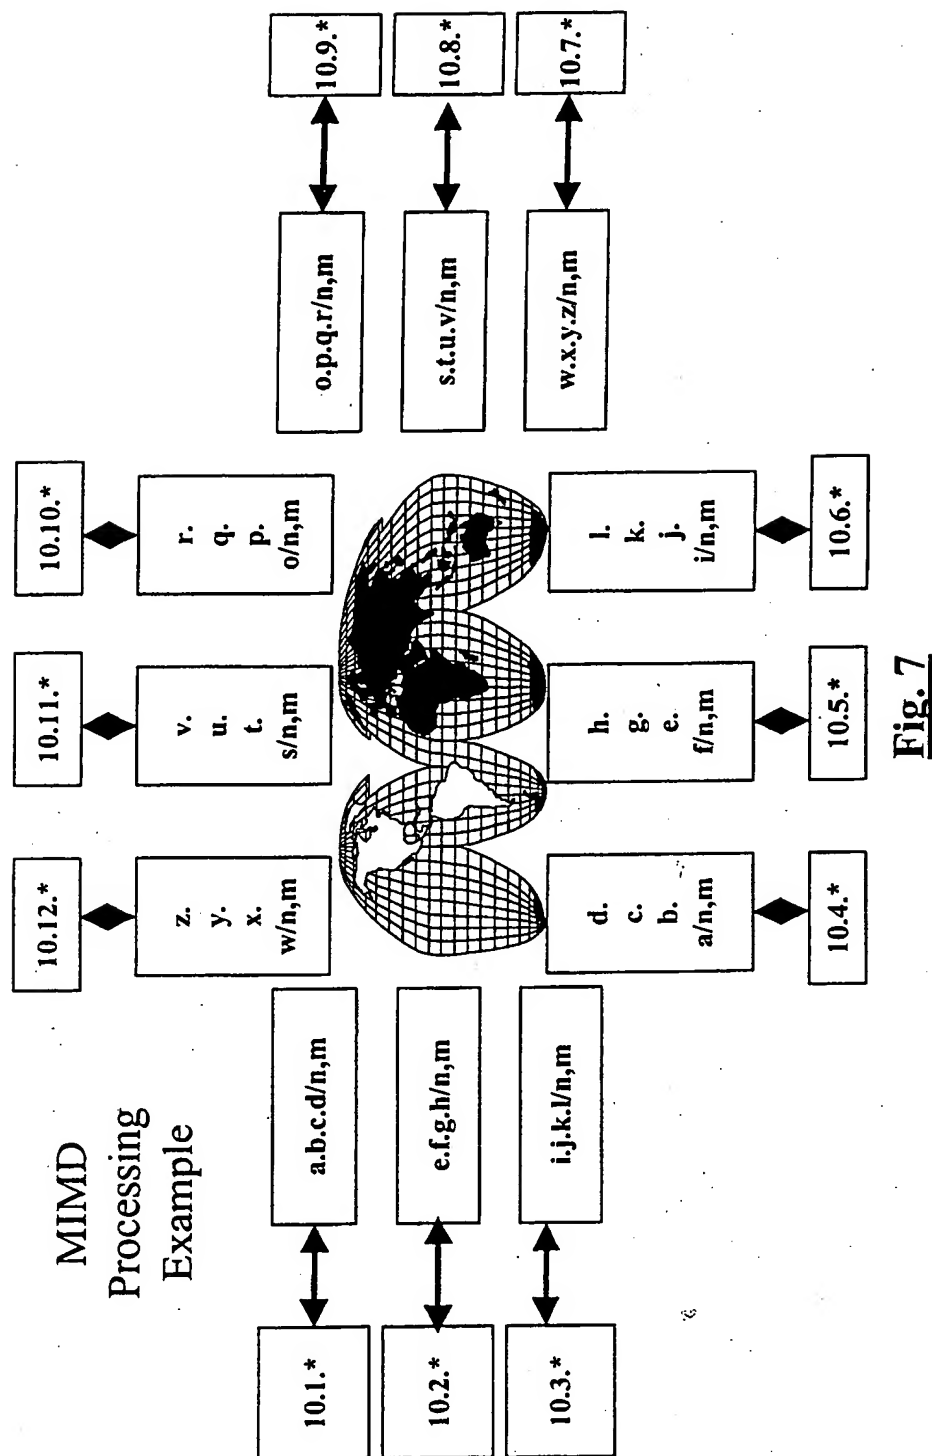 MIMD
Processing
Example
10.12.*
10.11.*
10.10.*
z.
y.
x.
w/n,m
v.
u.
t.
s/n,m
r.
q.
p.
o/n,m
10.1.*
a.b.c.d/n,m
10.2.*
e.f.g.h/n,m
10.3.*
i.j.k.l/n,m
o.p.q.r/n,m
10.9.*
s.t.u.v/n,m
10.8.*
w.x.y.z/n,m
10.7.*
d.
c.
b.
a/n,m
h.
g.
e.
f/n,m
l.
k.
j.
i/n,m
10.4.*
10.5.*
10.6.*
Fig. 7